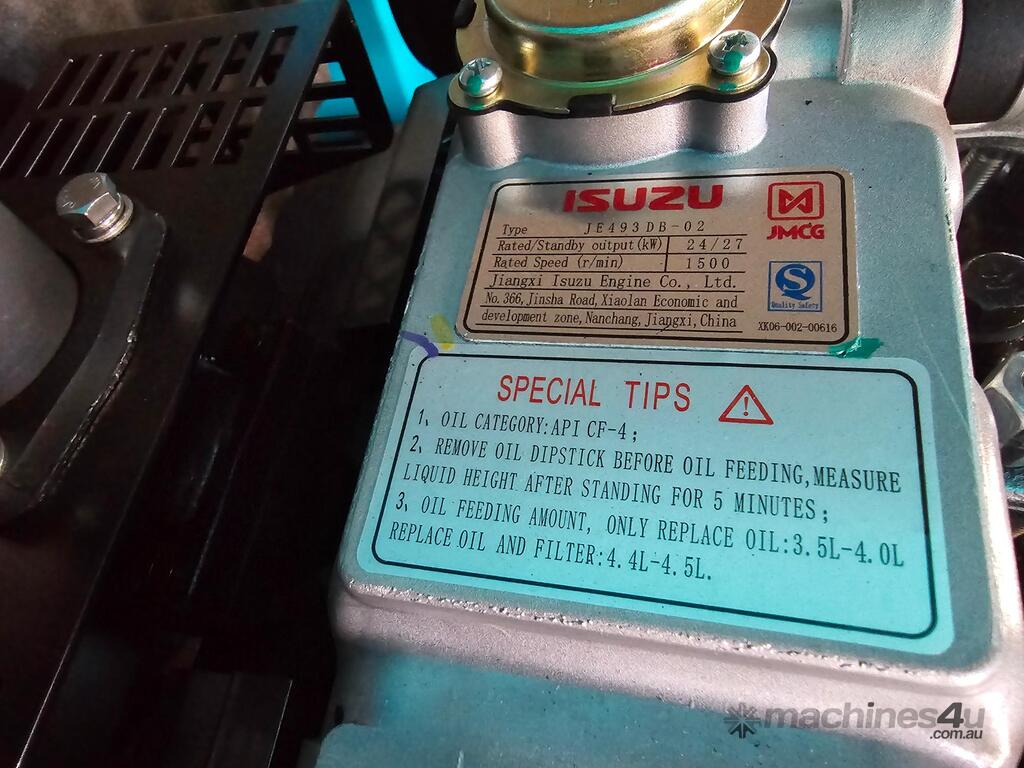 ISUZU
JMCG
Type JE493DB-02
Rated/Standby output(kW) 24/27
Rated Speed (r/min) 1500
Jiangxi Isuzu Engine Co., Ltd.
No.366, Jinsha Road, Xiaolan Economic and
development zone, Nanchang, Jiangxi, China
S
Quality Safety
XK06-002-00616
SPECIAL TIPS
1、OIL CATEGORY:API CF-4;
2、REMOVE OIL DIPSTICK BEFORE OIL FEEDING,MEASURE
LIQUID HEIGHT AFTER STANDING FOR 5 MINUTES;
3、OIL FEEDING AMOUNT, ONLY REPLACE OIL:3.5L-4.0L
REPLACE OIL AND FILTER:4.4L-4.5L.
machines4u
.com.au